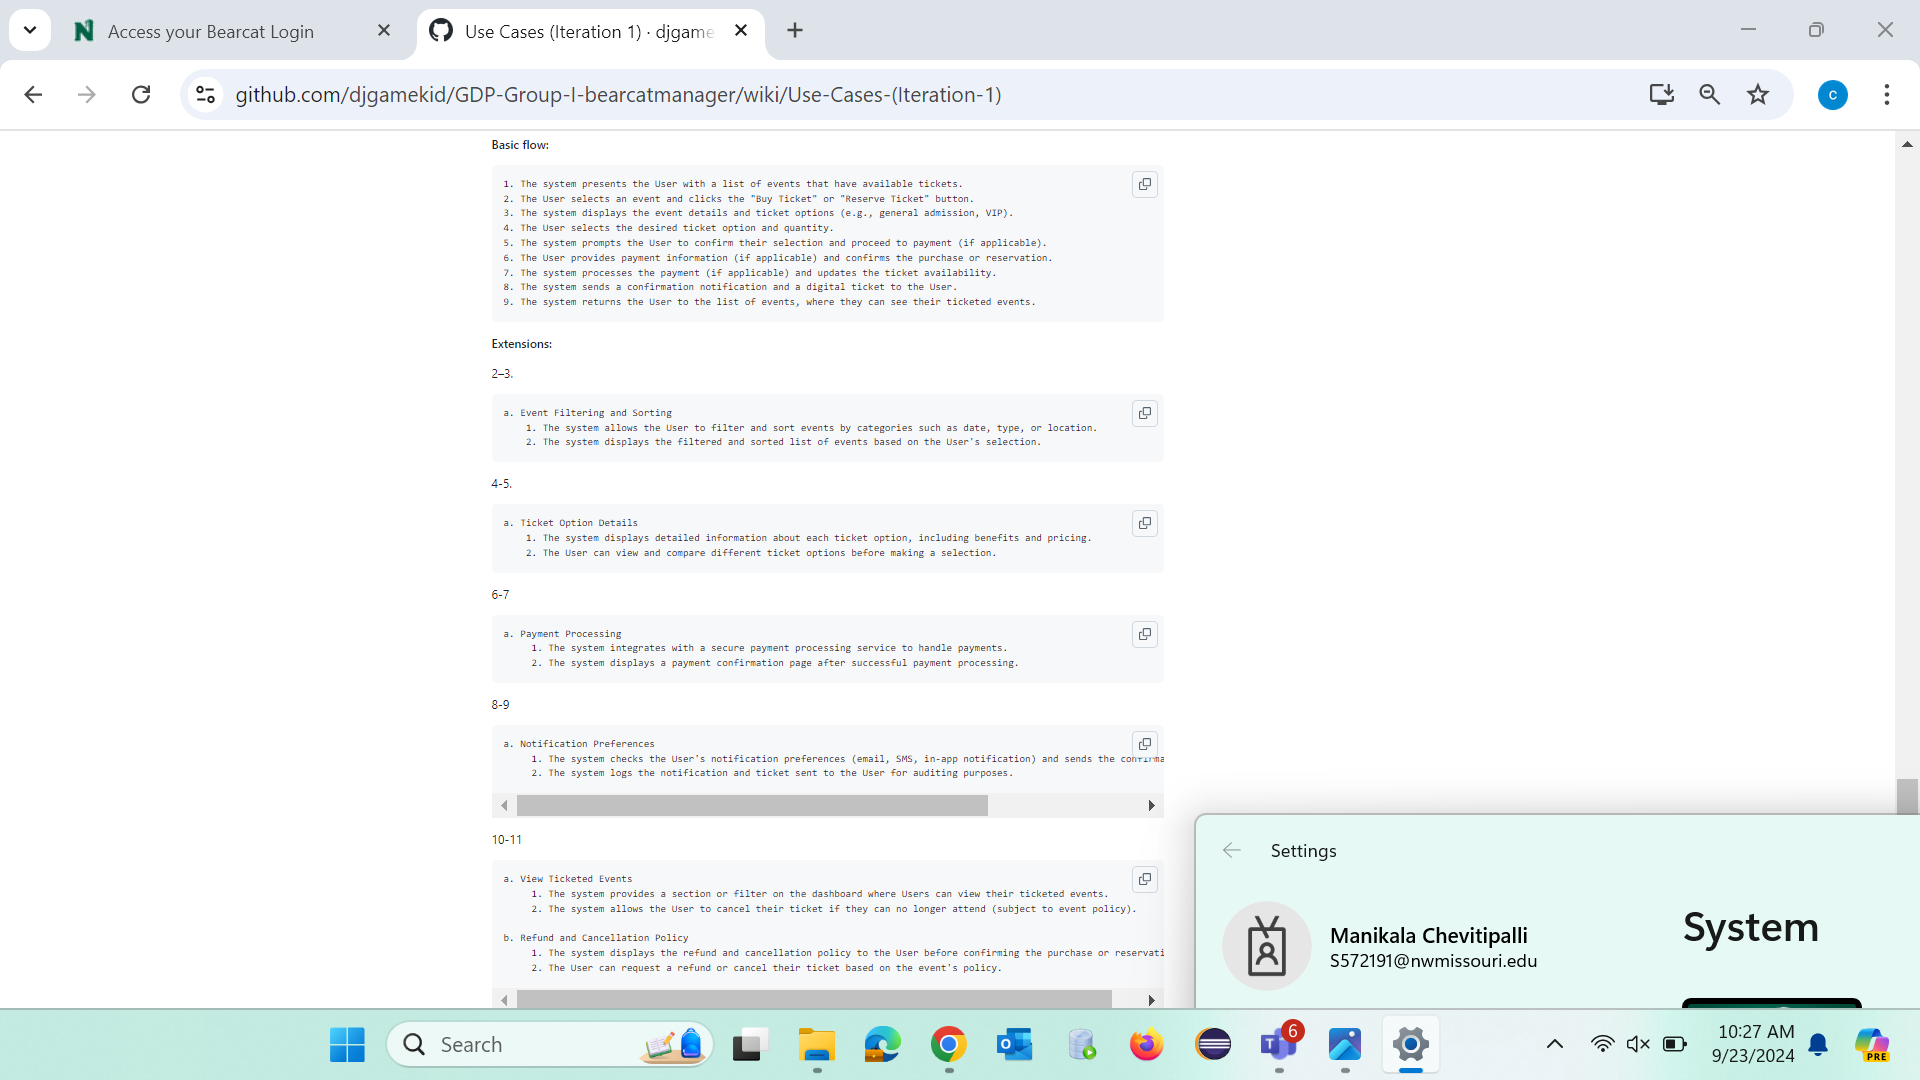 Access your Bearcat Login
Use Cases (Iteration 1) · djgame
github.com/djgamekid/GDP-Group-I-bearcatmanager/wiki/Use-Cases-(Iteration-1)
c
Basic flow:
1. The system presents the User with a list of events that have available tickets.
2. The User selects an event and clicks the "Buy Ticket" or "Reserve Ticket" button.
3. The system displays the event details and ticket options (e.g., general admission, VIP).
4. The User selects the desired ticket option and quantity.
5. The system prompts the User to confirm their selection and proceed to payment (if applicable).
6. The User provides payment information (if applicable) and confirms the purchase or reservation.
7. The system processes the payment (if applicable) and updates the ticket availability.
8. The system sends a confirmation notification and a digital ticket to the User.
9. The system returns the User to the list of events, where they can see their ticketed events.
Extensions:
2–3.
a. Event Filtering and Sorting
1. The system allows the User to filter and sort events by categories such as date, type, or location.
2. The system displays the filtered and sorted list of events based on the User's selection.
4-5.
a. Ticket Option Details
1. The system displays detailed information about each ticket option, including benefits and pricing.
2. The User can view and compare different ticket options before making a selection.
6-7
a. Payment Processing
1. The system integrates with a secure payment processing service to handle payments.
2. The system displays a payment confirmation page after successful payment processing.
8-9
a. Notification Preferences
1. The system checks the User's notification preferences (email, SMS, in-app notification) and sends the confirma
2. The system logs the notification and ticket sent to the User for auditing purposes.
10-11
a. View Ticketed Events
1. The system provides a section or filter on the dashboard where Users can view their ticketed events.
2. The system allows the User to cancel their ticket if they can no longer attend (subject to event policy).
b. Refund and Cancellation Policy
1. The system displays the refund and cancellation policy to the User before confirming the purchase or reservati
2. The User can request a refund or cancel their ticket based on the event's policy.
Settings
Manikala Chevitipalli
S572191@nwmissouri.edu
System
Search
6
10:27 AM
9/23/2024
PRE